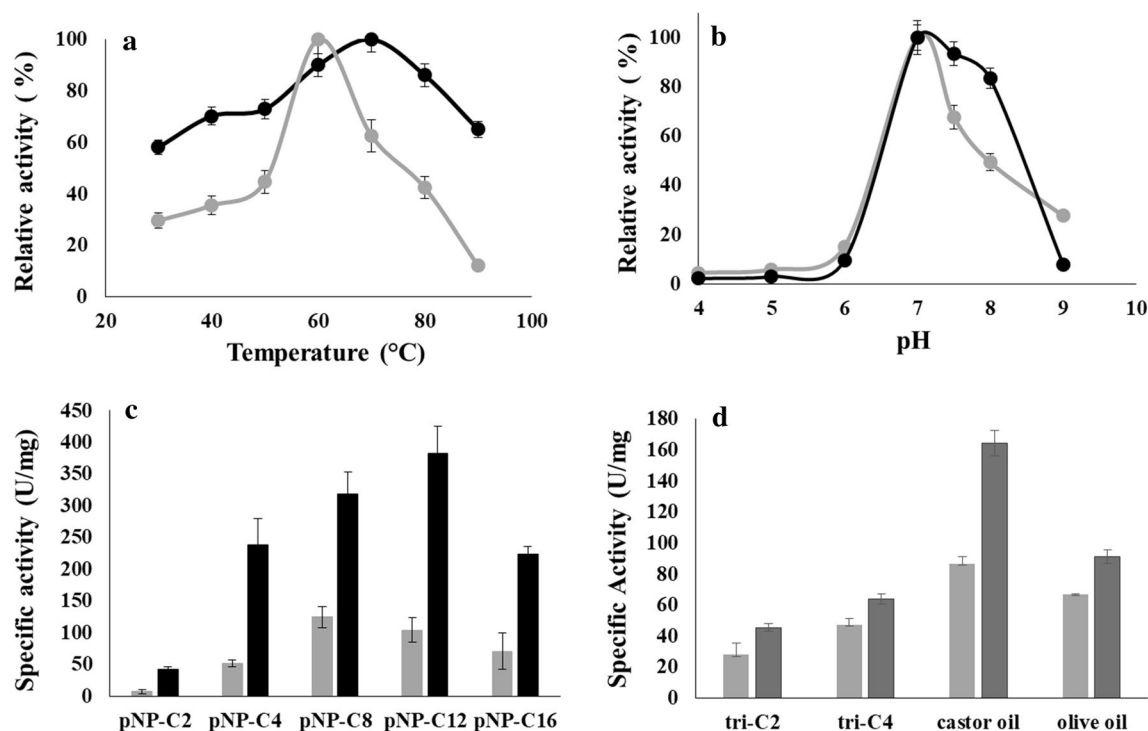 a
Relative activity ( %)
100
80
60
40
20
0
20 40 60 80 100
Temperature (°C)
b
Relative activity ( %)
100
80
60
40
20
0
4 5 6 7 8 9 10
pH
c
Specific activity (U/mg)
450
400
350
300
250
200
150
100
50
0
pNP-C2 pNP-C4 pNP-C8 pNP-C12 pNP-C16
d
Specific Activity (U/mg
180
160
140
120
100
80
60
40
20
0
tri-C2 tri-C4 castor oil olive oil